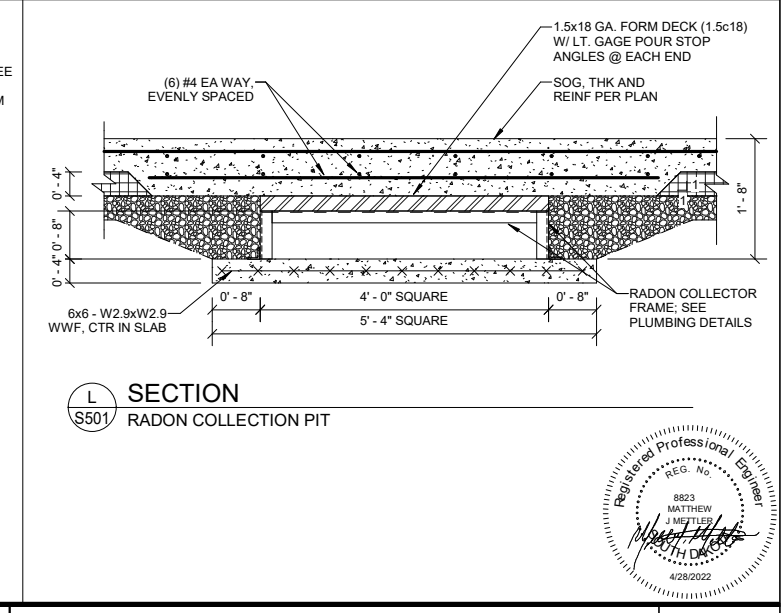 EE
M
1.5x18 GA. FORM DECK (1.5c18)
W/ LT. GAGE POUR STOP
ANGLES @ EACH END
(6) #4 EA WAY,
EVENLY SPACED
SOG, THK AND
REINF PER PLAN
0' - 4"
0' - 8"
0' - 4"
1
1
1' - 8"
0' - 8"
4' - 0" SQUARE
0' - 8"
5' - 4" SQUARE
6x6 - W2.9xW2.9
WWF, CTR IN SLAB
RADON COLLECTOR
FRAME; SEE
PLUMBING DETAILS
L
S501
SECTION
RADON COLLECTION PIT
Registered Professional Engineer
REG. No.
8823
MATTHEW
J METTLER
SOUTH DAKOTA
4/28/2022